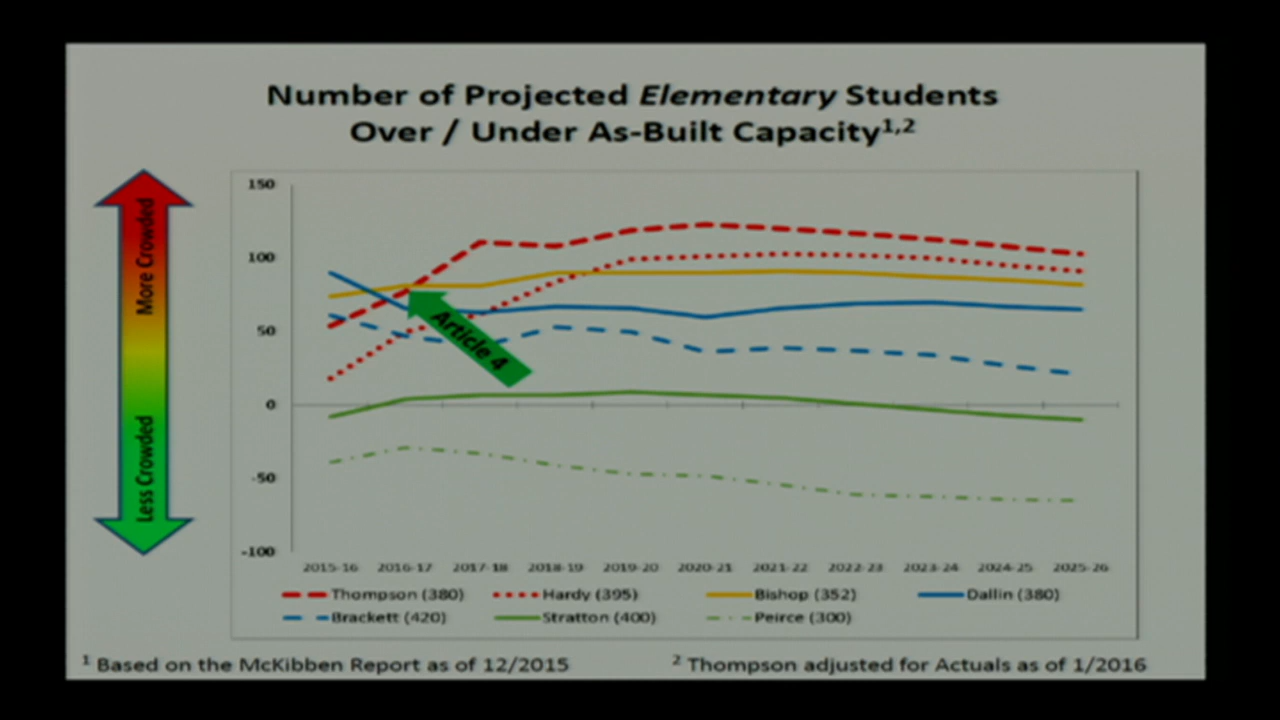 Number of Projected Elementary Students
Over / Under As-Built Capacity¹,²
More Crowded
Less Crowded
150
100
50
0
-50
-100
Article 4
2015-16 2016-17 2017-18 2018-19 2019-20 2020-21 2021-22 2022-23 2023-24 2024-25 2025-26
Thompson (380) Hardy (395) Bishop (352) Dallin (380)
Brackett (420) Stratton (400) Peirce (300)
¹ Based on the McKibben Report as of 12/2015 ² Thompson adjusted for Actuals as of 1/2016